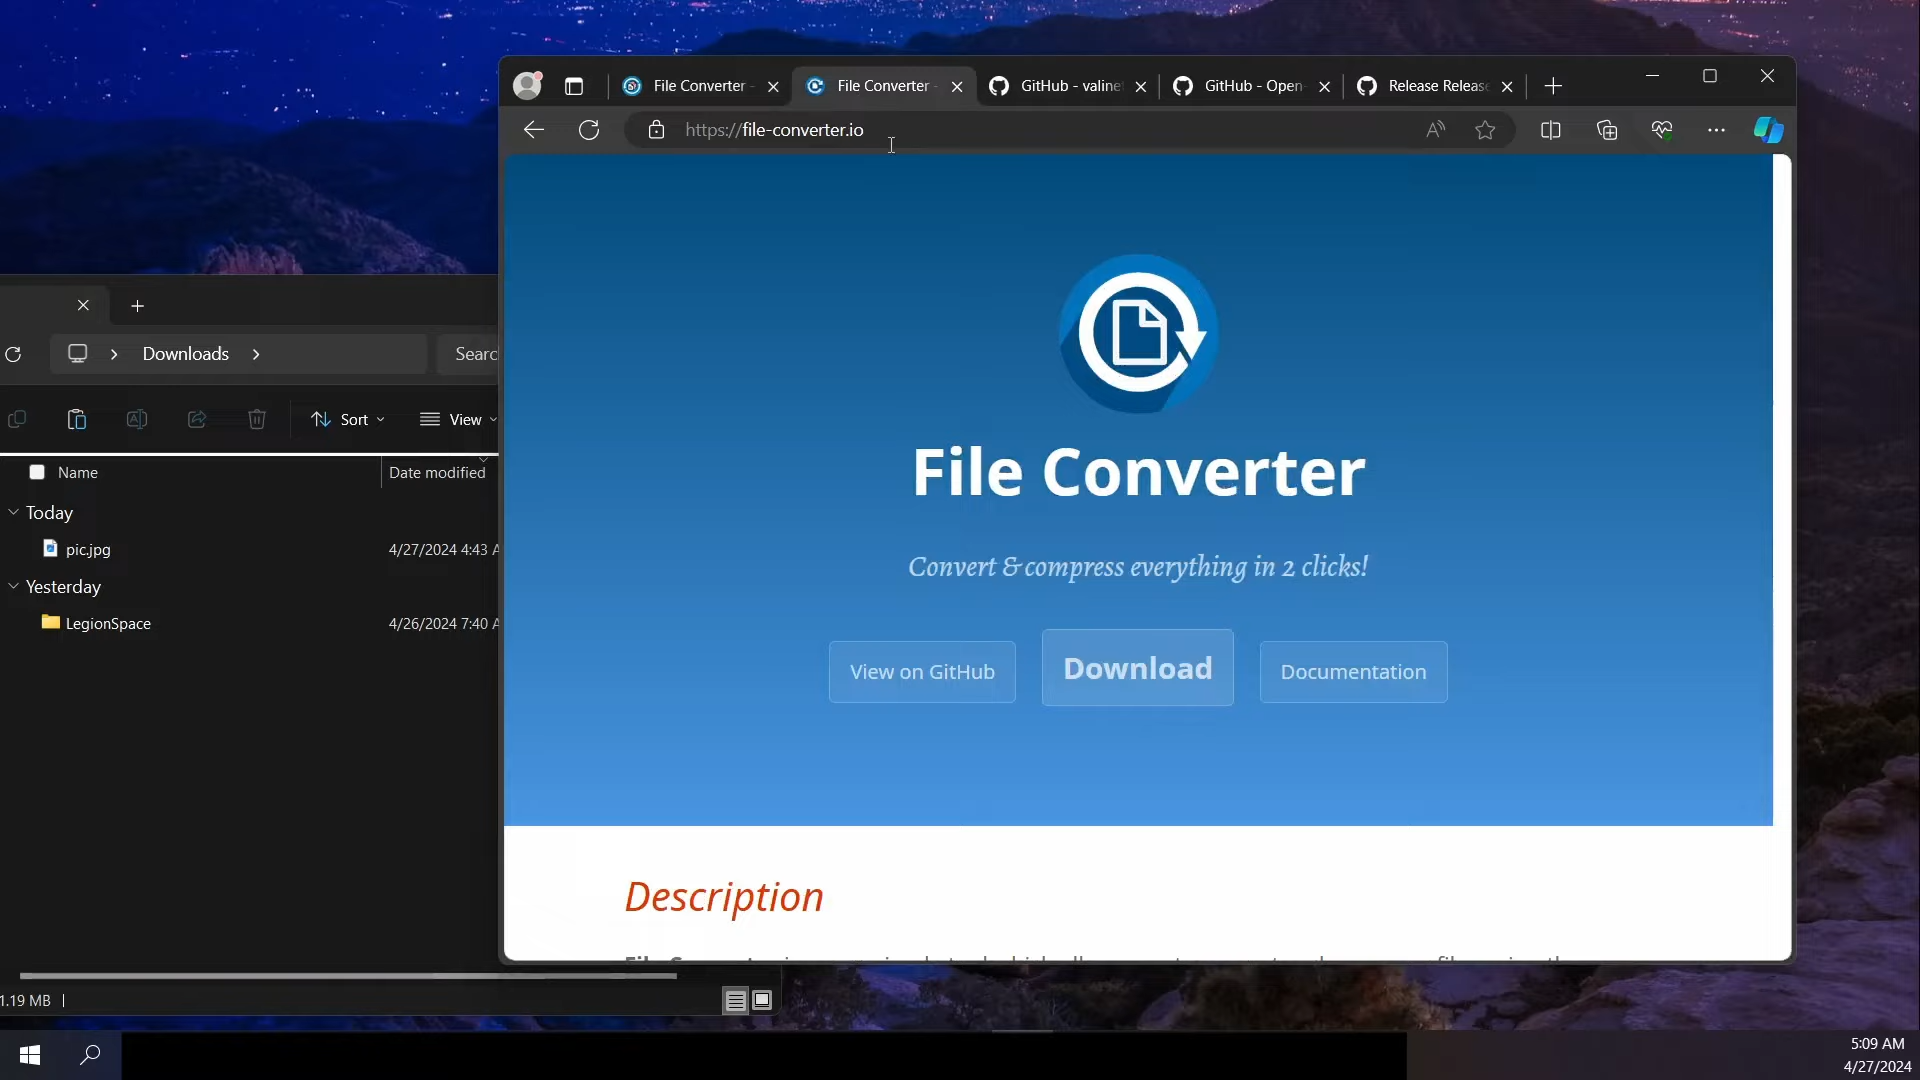 File Converter -
File Converter -
GitHub - valine
GitHub - Open-
Release Release
https://file-converter.io
Downloads
Searc
Sort
View
Name
Date modified
Today
pic.jpg
4/27/2024 4:43 A
Yesterday
LegionSpace
4/26/2024 7:40 A
1.19 MB
File Converter
Convert & compress everything in 2 clicks!
View on GitHub
Download
Documentation
Description
5:09 AM
4/27/2024